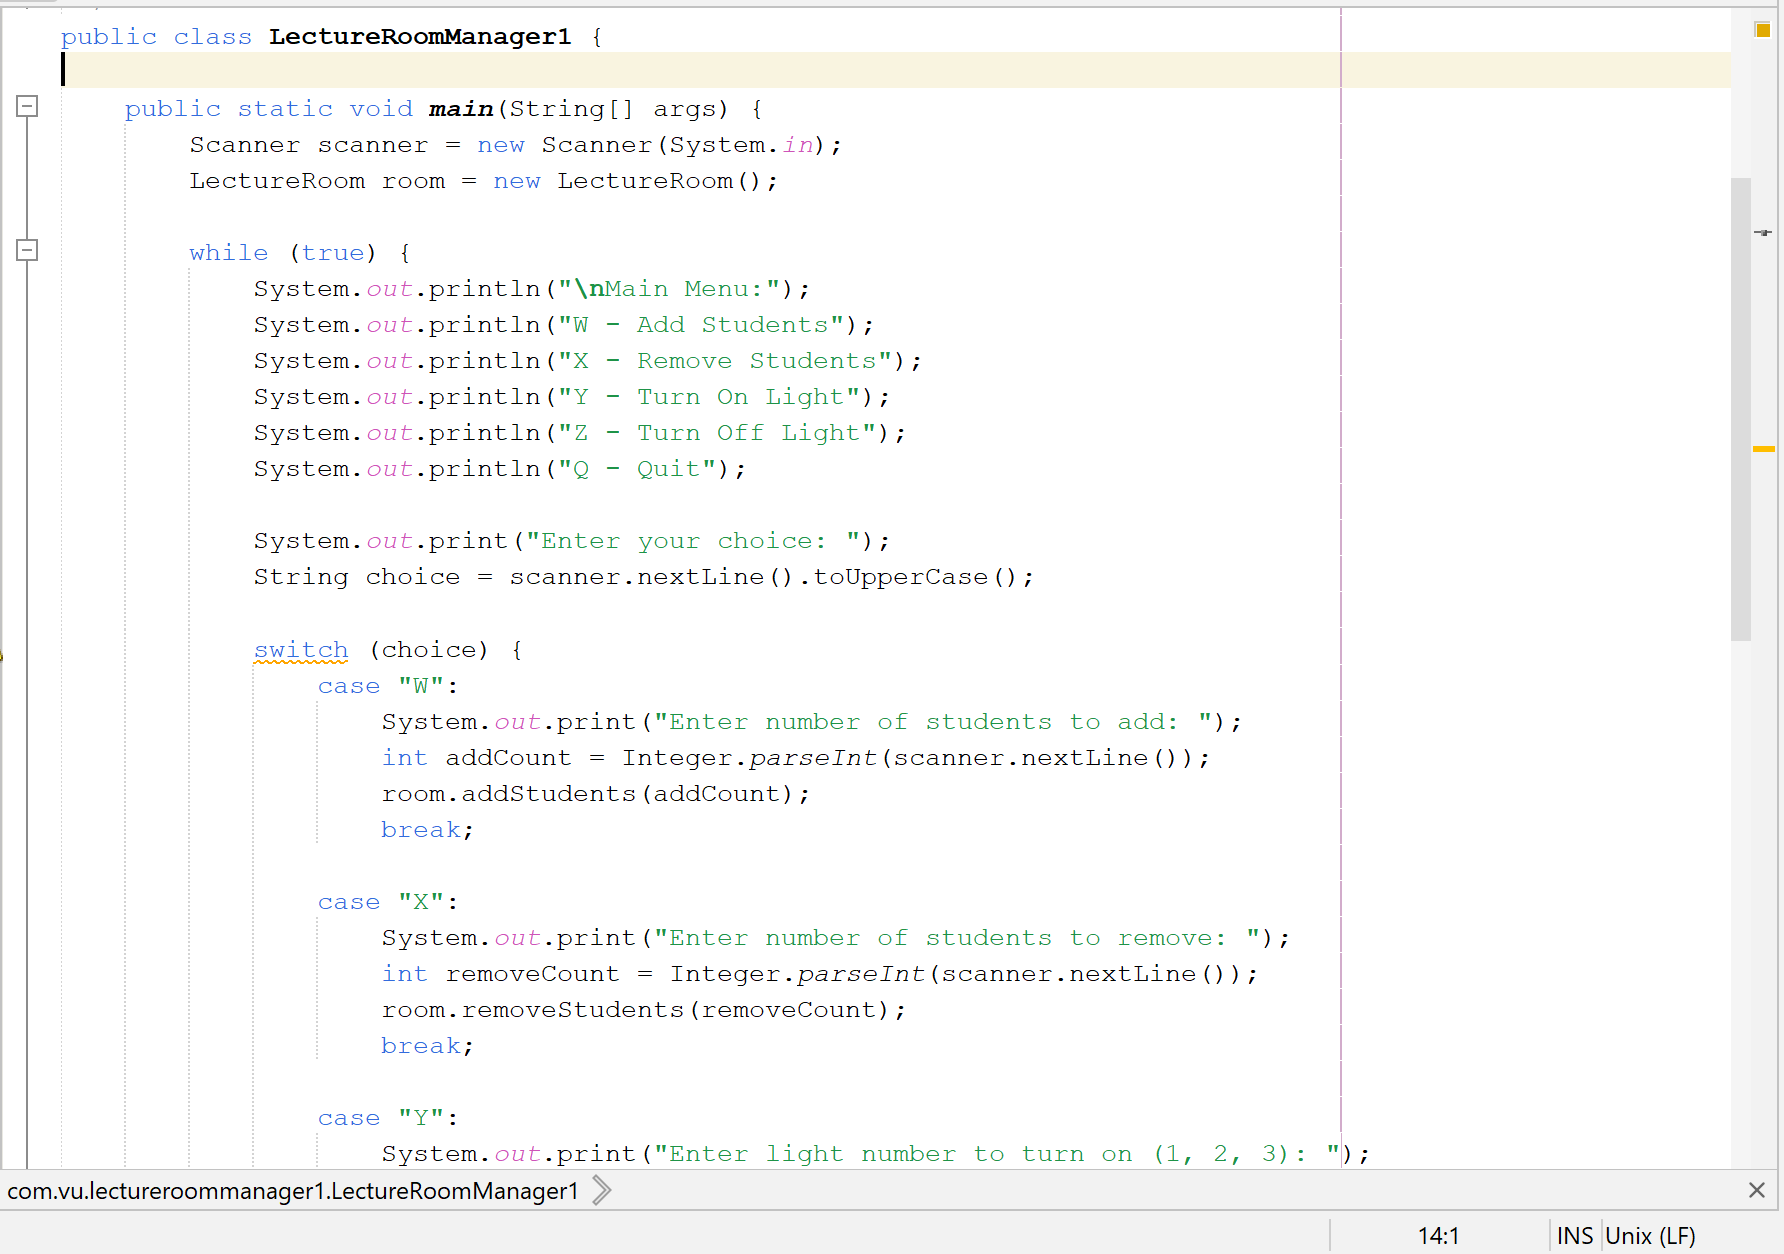 public class LectureRoomManager1 {
public static void main(String[] args) {
Scanner scanner = new Scanner(System.in);
LectureRoom room = new LectureRoom();
while (true) {
System.out.println("\nMain Menu:");
System.out.println("W - Add Students");
System.out.println("X - Remove Students");
System.out.println("Y - Turn On Light");
System.out.println("Z - Turn Off Light");
System.out.println("Q - Quit");
System.out.print("Enter your choice: ");
String choice = scanner.nextLine().toUpperCase();
switch (choice) {
case "W":
System.out.print("Enter number of students to add: ");
int addCount = Integer.parseInt(scanner.nextLine());
room.addStudents(addCount);
break;
case "X":
System.out.print("Enter number of students to remove: ");
int removeCount = Integer.parseInt(scanner.nextLine());
room.removeStudents(removeCount);
break;
case "Y":
System.out.print("Enter light number to turn on (1, 2, 3): ");
com.vu.lectureroommanager1.LectureRoomManager1
14:1 INS Unix (LF)